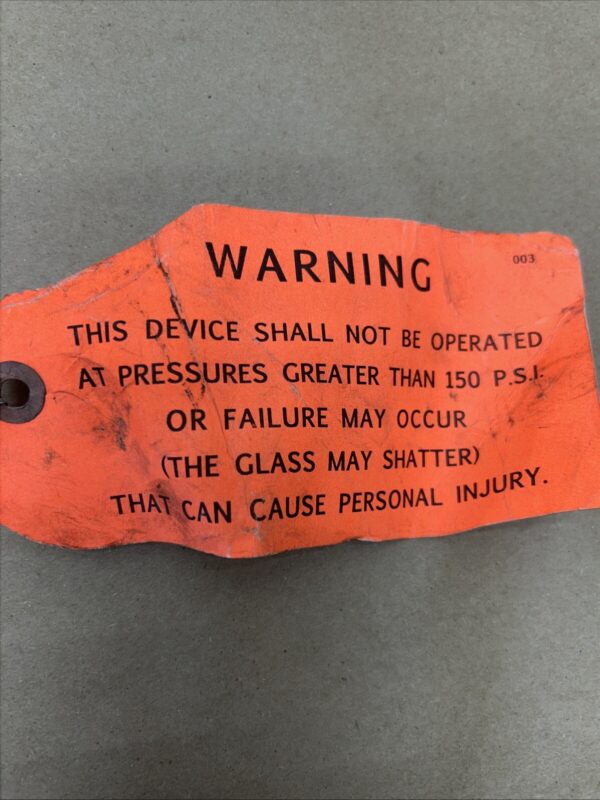 WARNING
003
THIS DEVICE SHALL NOT BE OPERATED
AT PRESSURES GREATER THAN 150 P.S.I.
OR FAILURE MAY OCCUR
(THE GLASS MAY SHATTER)
THAT CAN CAUSE PERSONAL INJURY.